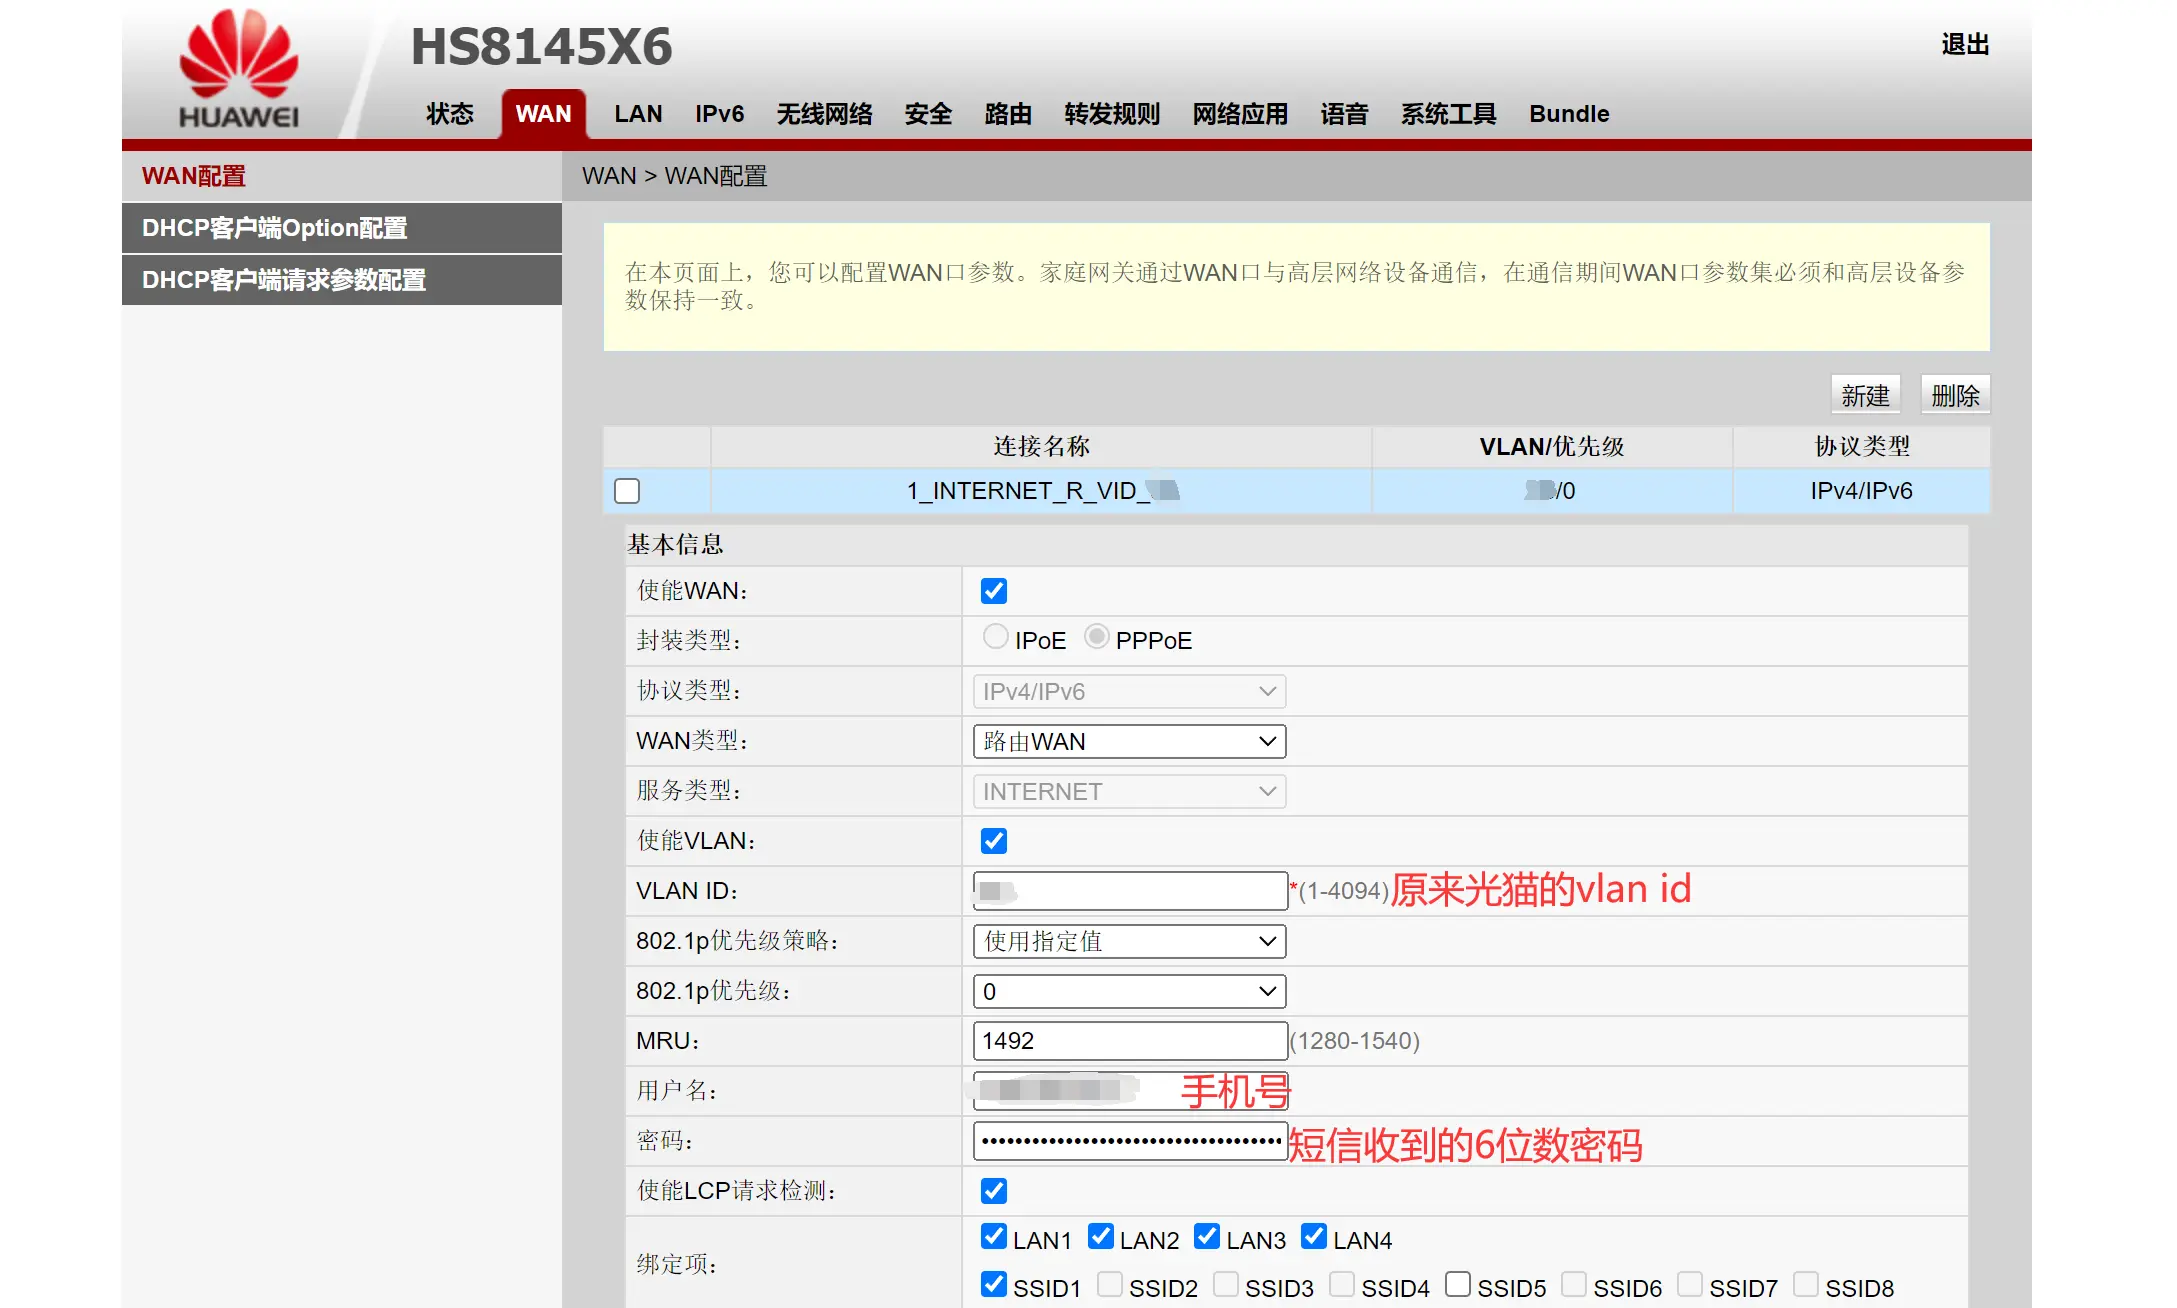 HUAWEI
HS8145X6
退出
状态 WAN LAN IPv6 无线网络 安全 路由 转发规则 网络应用 语音 系统工具 Bundle
WAN配置
DHCP客户端Option配置
DHCP客户端请求参数配置
WAN > WAN配置
在本页面上，您可以配置WAN口参数。家庭网关通过WAN口与高层网络设备通信，在通信期间WAN口参数集必须和高层设备参
数保持一致。
新建 删除
连接名称 VLAN/优先级 协议类型
1_INTERNET_R_VID_ /0 IPv4/IPv6
基本信息
使能WAN：
封装类型： IPoE PPPoE
协议类型： IPv4/IPv6
WAN类型： 路由WAN
服务类型： INTERNET
使能VLAN：
VLAN ID： *(1-4094)原来光猫的vlan id
802.1p优先级策略： 使用指定值
802.1p优先级： 0
MRU： 1492 (1280-1540)
用户名： 手机号
密码： 短信收到的6位数密码
使能LCP请求检测：
绑定项： LAN1 LAN2 LAN3 LAN4
SSID1 SSID2 SSID3 SSID4 SSID5 SSID6 SSID7 SSID8